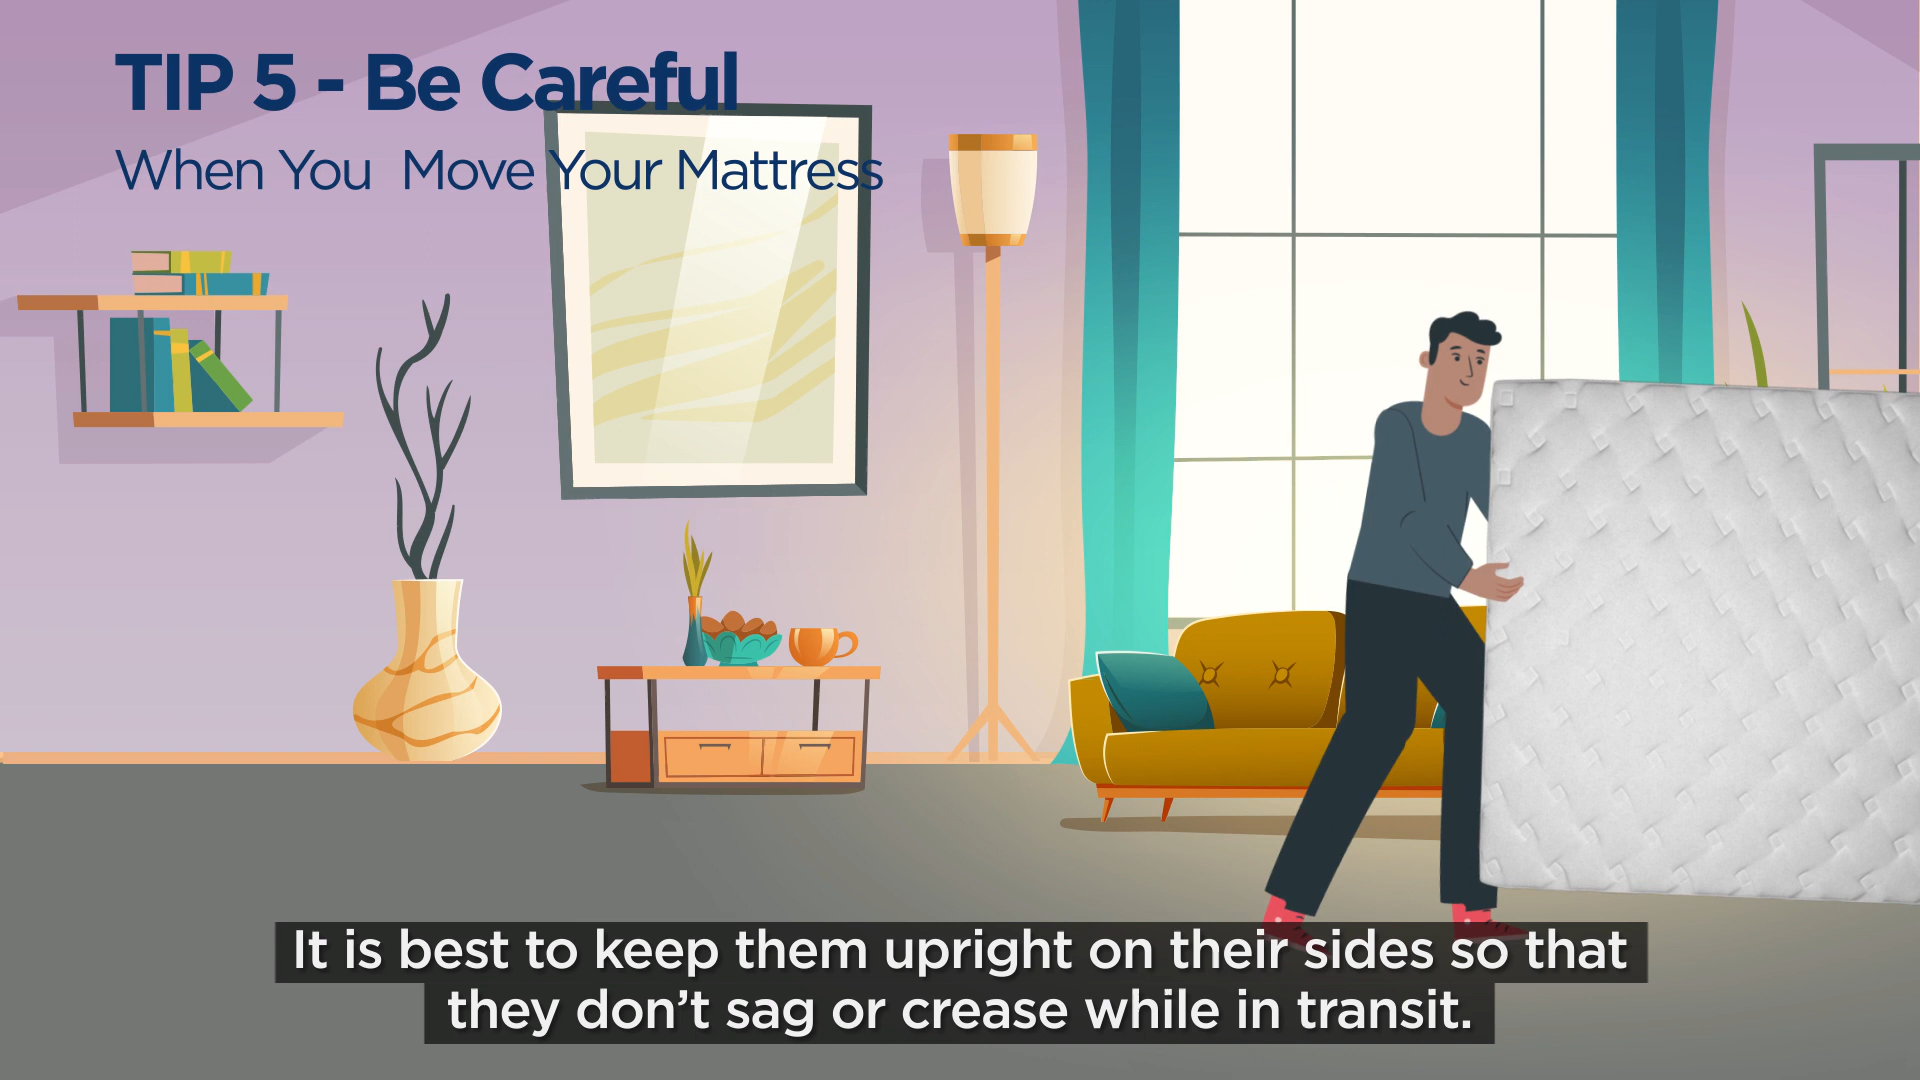 TIP 5 - Be Careful
When You  Move Your Mattress
It is best to keep them upright on their sides so that
they don’t sag or crease while in transit.